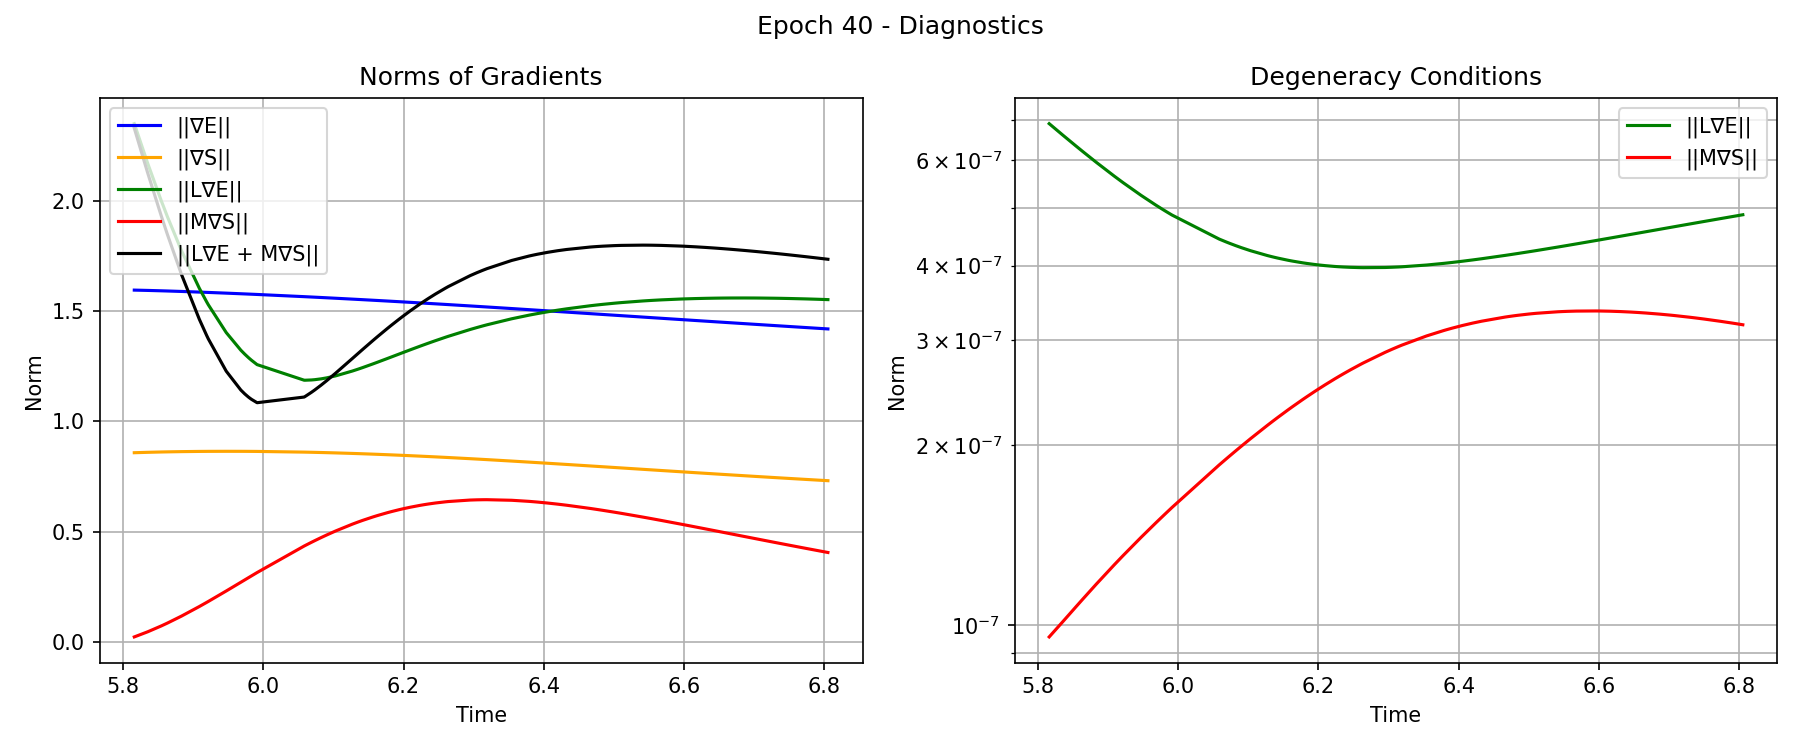 Epoch 40 - Diagnostics
Norms of Gradients
||∇E||
||∇S||
||L∇E||
||M∇S||
||L∇E + M∇S||
2.0
1.5
1.0
0.5
0.0
Norm
5.8 6.0 6.2 6.4 6.6 6.8
Time
Degeneracy Conditions
||L∇E||
||M∇S||
6 × 10⁻⁷
4 × 10⁻⁷
3 × 10⁻⁷
2 × 10⁻⁷
10⁻⁷
Norm
5.8 6.0 6.2 6.4 6.6 6.8
Time